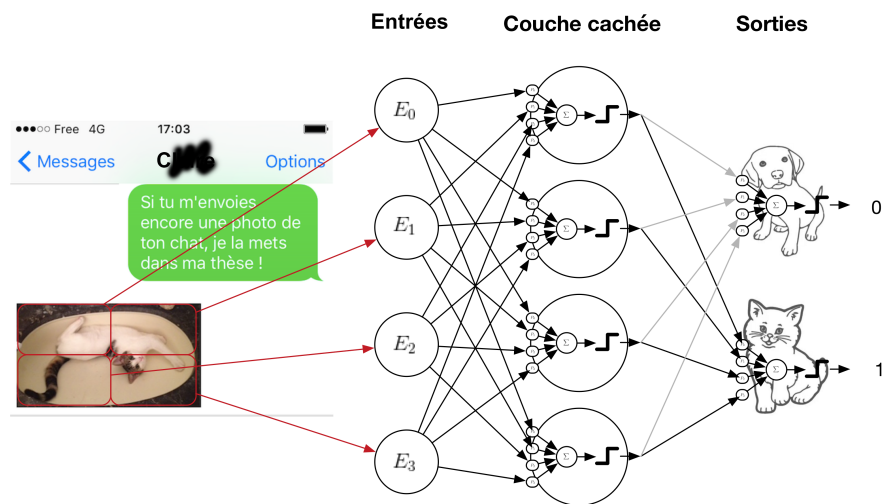 Entrées
Couche cachée
Sorties
Free 4G
17:03
Messages
Options
Si tu m'envoies
encore une photo de
ton chat, je la mets
dans ma thèse !
E0
E1
E2
E3
Σ
Σ
Σ
Σ
Σ
Σ
0
1